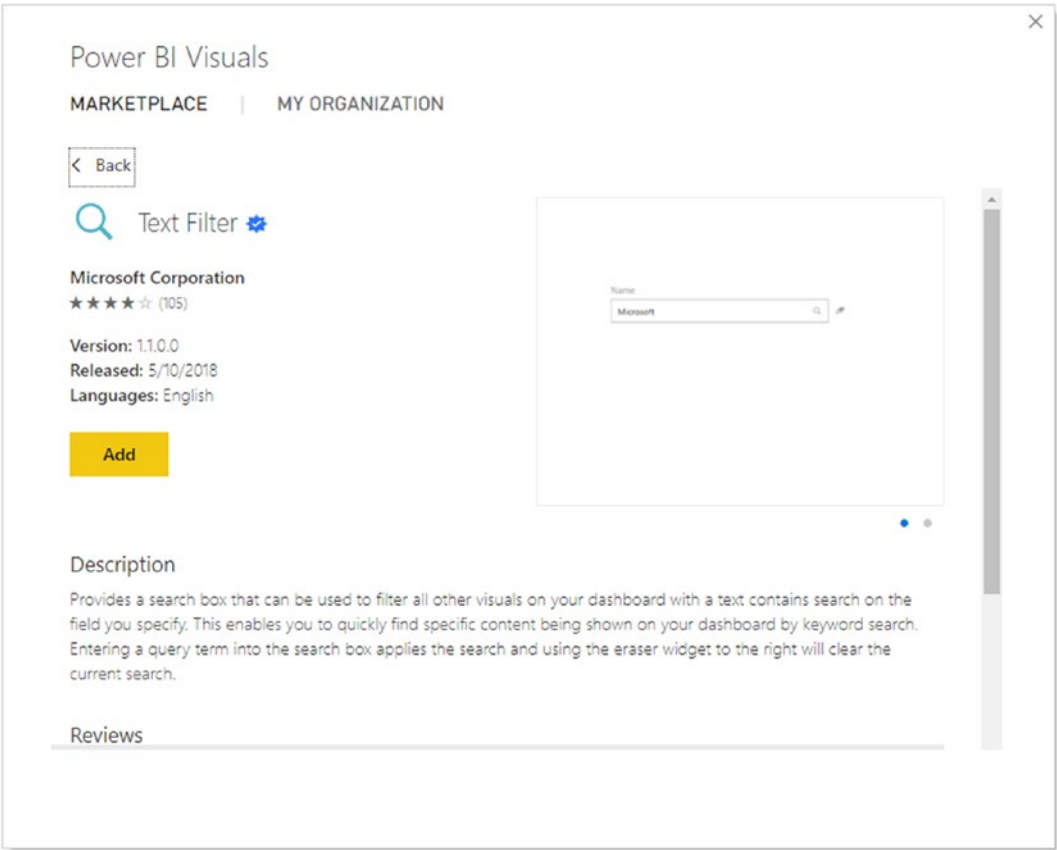 Power BI Visuals
MARKETPLACE | MY ORGANIZATION
Back
Text Filter
Microsoft Corporation
(105)
Version: 1.1.0.0
Released: 5/10/2018
Languages: English
Add
Name
Microsoft
Description
Provides a search box that can be used to filter all other visuals on your dashboard with a text contains search on the
field you specify. This enables you to quickly find specific content being shown on your dashboard by keyword search.
Entering a query term into the search box applies the search and using the eraser widget to the right will clear the
current search.
Reviews